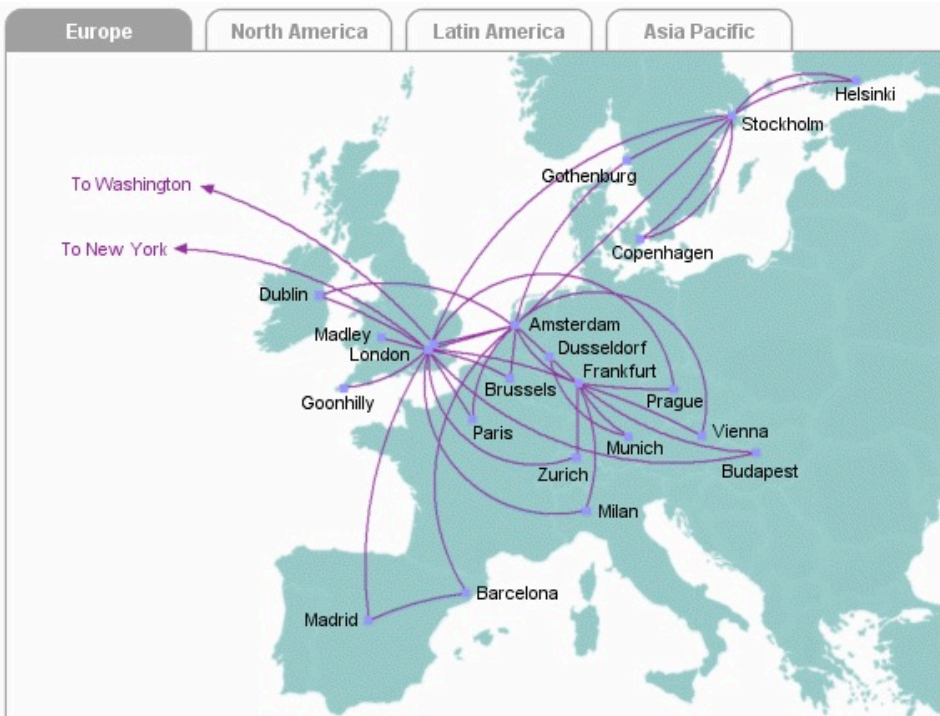 Europe
North America
Latin America
Asia Pacific
Helsinki
Stockholm
To Washington
Gothenburg
To New York
Copenhagen
Dublin
Amsterdam
Madley
London
Dusseldorf
Frankfurt
Brussels
Goonhilly
Prague
Paris
Vienna
Munich
Budapest
Zurich
Milan
Barcelona
Madrid